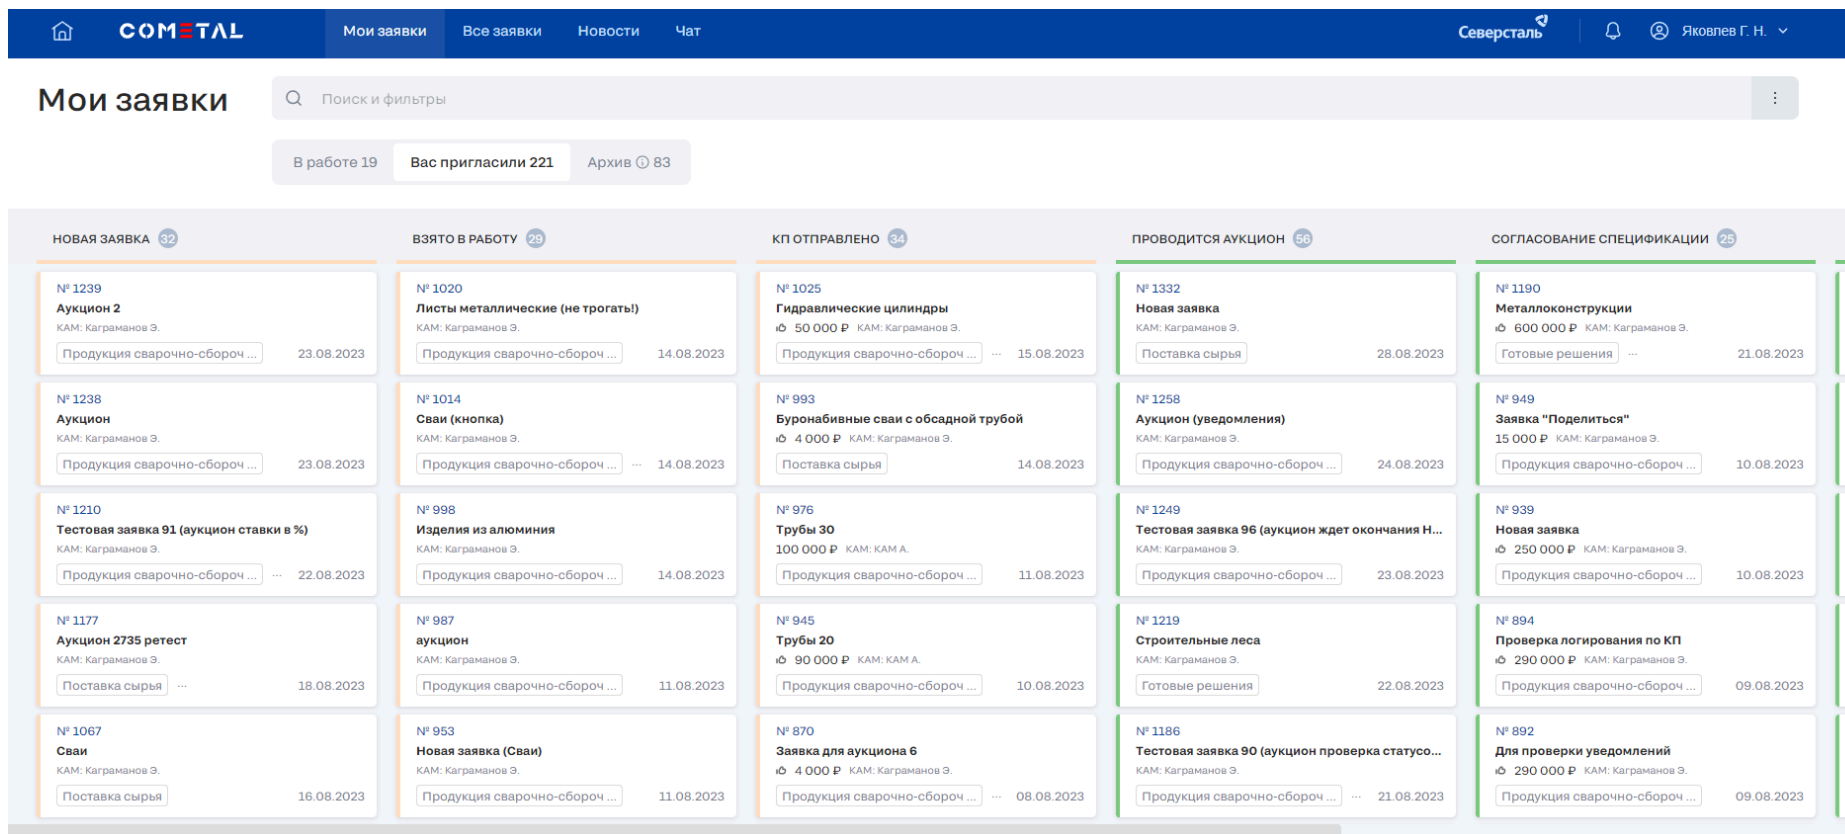 COMETAL
Мои заявки
Все заявки
Новости
Чат
Северсталь
Яковлев Г. Н.
Мои заявки
Поиск и фильтры
В работе 19
Вас пригласили 221
Архив 83
НОВАЯ ЗАЯВКА 32
№ 1239
Аукцион 2
КАМ: Каграманов Э.
Продукция сварочно-сбороч ... 23.08.2023
№ 1238
Аукцион
КАМ: Каграманов Э.
Продукция сварочно-сбороч ... 23.08.2023
№ 1210
Тестовая заявка 91 (аукцион ставки в %)
КАМ: Каграманов Э.
Продукция сварочно-сбороч ... ... 22.08.2023
№ 1177
Аукцион 2735 ретест
КАМ: Каграманов Э.
Поставка сырья ... 18.08.2023
№ 1067
Сваи
КАМ: Каграманов Э.
Поставка сырья 16.08.2023
ВЗЯТО В РАБОТУ 29
№ 1020
Листы металлические (не трогать!)
КАМ: Каграманов Э.
Продукция сварочно-сбороч ... 14.08.2023
№ 1014
Сваи (кнопка)
КАМ: Каграманов Э.
Продукция сварочно-сбороч ... ... 14.08.2023
№ 998
Изделия из алюминия
КАМ: Каграманов Э.
Продукция сварочно-сбороч ... 14.08.2023
№ 987
аукцион
КАМ: Каграманов Э.
Продукция сварочно-сбороч ... 11.08.2023
№ 953
Новая заявка (Сваи)
КАМ: Каграманов Э.
Продукция сварочно-сбороч ... 11.08.2023
КП ОТПРАВЛЕНО 34
№ 1025
Гидравлические цилиндры
50 000 ₽ КАМ: Каграманов Э.
Продукция сварочно-сбороч ... ... 15.08.2023
№ 993
Буронабивные сваи с обсадной трубой
4 000 ₽ КАМ: Каграманов Э.
Поставка сырья 14.08.2023
№ 976
Трубы 30
100 000 ₽ КАМ: КАМ А.
Продукция сварочно-сбороч ... 11.08.2023
№ 945
Трубы 20
90 000 ₽ КАМ: КАМ А.
Продукция сварочно-сбороч ... 10.08.2023
№ 870
Заявка для аукциона 6
4 000 ₽ КАМ: Каграманов Э.
Продукция сварочно-сбороч ... ... 08.08.2023
ПРОВОДИТСЯ АУКЦИОН 56
№ 1332
Новая заявка
КАМ: Каграманов Э.
Поставка сырья 28.08.2023
№ 1258
Аукцион (уведомления)
КАМ: Каграманов Э.
Продукция сварочно-сбороч ... 24.08.2023
№ 1249
Тестовая заявка 96 (аукцион ждет окончания Н...
КАМ: Каграманов Э.
Продукция сварочно-сбороч ... 23.08.2023
№ 1219
Строительные леса
КАМ: Каграманов Э.
Готовые решения 22.08.2023
№ 1186
Тестовая заявка 90 (аукцион проверка статусо...
КАМ: Каграманов Э.
Продукция сварочно-сбороч ... ... 21.08.2023
СОГЛАСОВАНИЕ СПЕЦИФИКАЦИИ 25
№ 1190
Металлоконструкции
600 000 ₽ КАМ: Каграманов Э.
Готовые решения ... 21.08.2023
№ 949
Заявка "Поделиться"
15 000 ₽ КАМ: Каграманов Э.
Продукция сварочно-сбороч ... 10.08.2023
№ 939
Новая заявка
250 000 ₽ КАМ: Каграманов Э.
Продукция сварочно-сбороч ... 10.08.2023
№ 894
Проверка логирования по КП
290 000 ₽ КАМ: Каграманов Э.
Продукция сварочно-сбороч ... 09.08.2023
№ 892
Для проверки уведомлений
290 000 ₽ КАМ: Каграманов Э.
Продукция сварочно-сбороч ... 09.08.2023